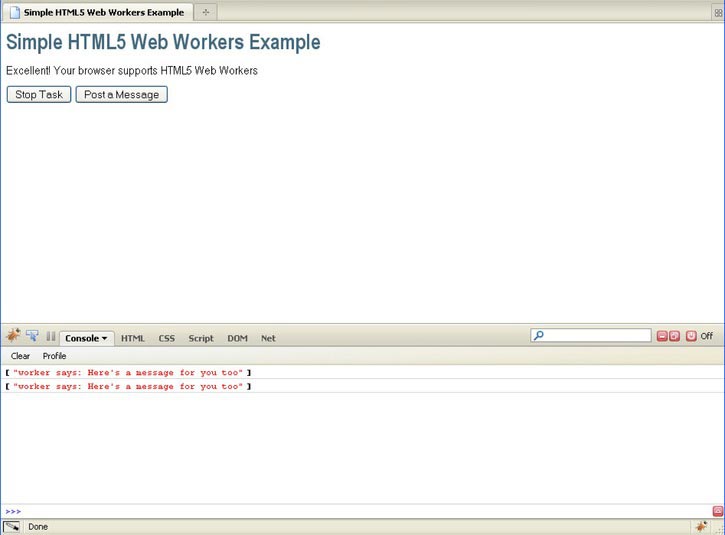 Simple HTML5 Web Workers Example
Simple HTML5 Web Workers Example
Excellent! Your browser supports HTML5 Web Workers
Stop Task Post a Message
Console HTML CSS Script DOM Net Off
Clear Profile
[ "worker says: Here's a message for you too" ]
[ "worker says: Here's a message for you too" ]
>>>
Done